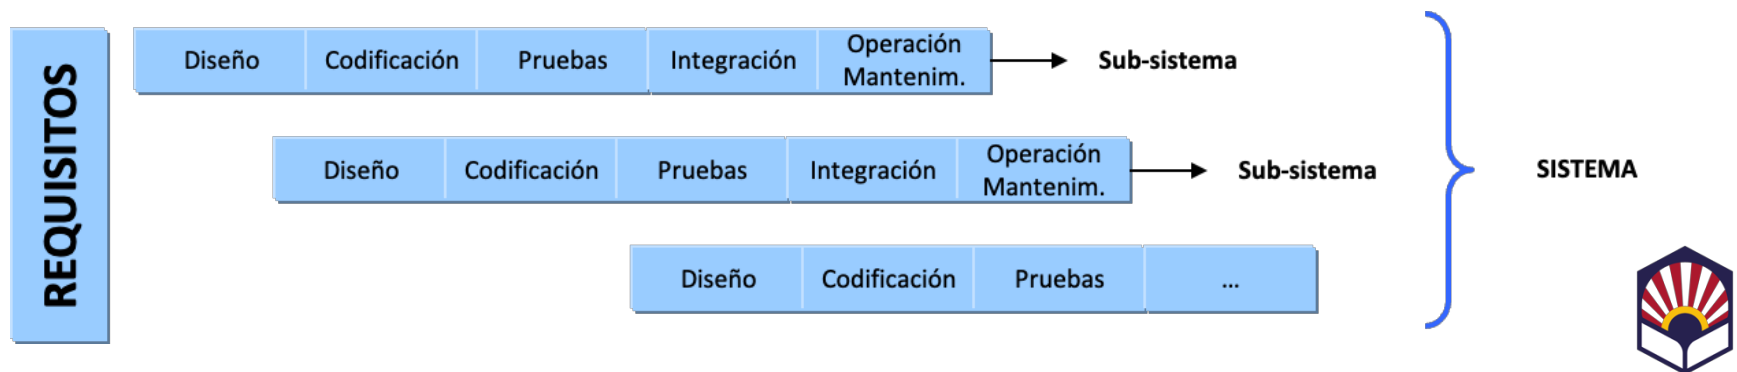 REQUISITOS
Diseño
Codificación
Pruebas
Integración
Operación
Mantenim.
Sub-sistema
Diseño
Codificación
Pruebas
Integración
Operación
Mantenim.
Sub-sistema
SISTEMA
Diseño
Codificación
Pruebas
...